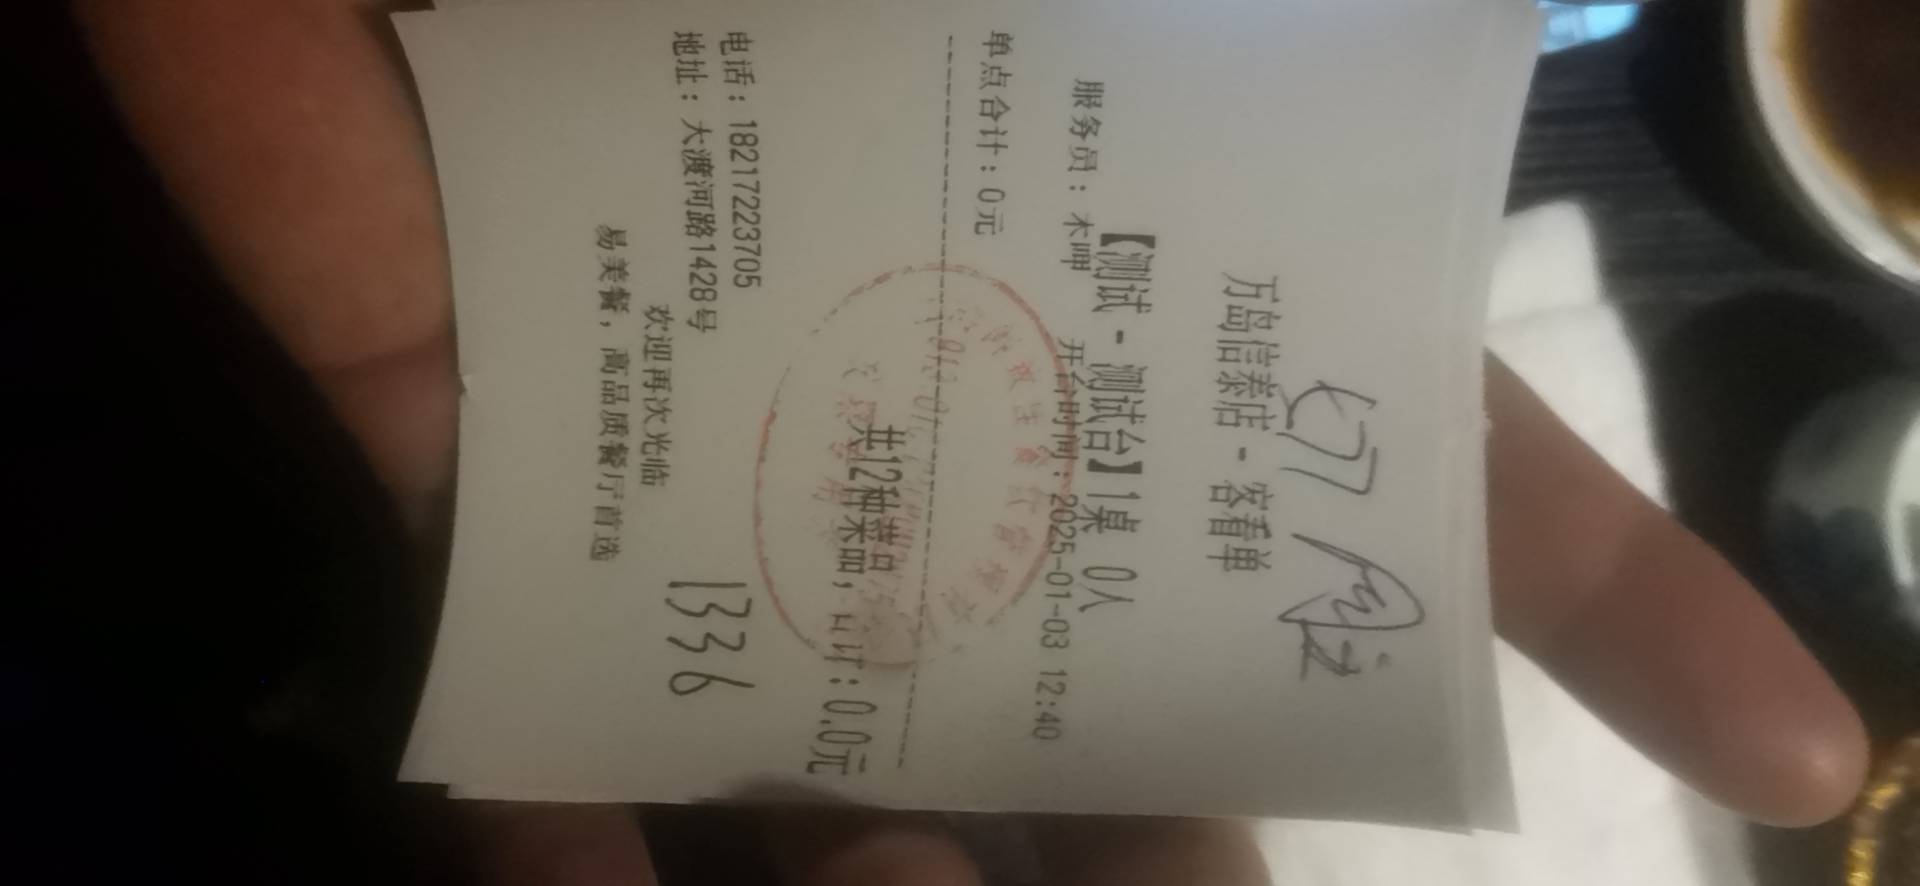 万岛信泰店 - 客看单
【测试 - 测试台】1桌 0人
服务员: 木呷 开台时间: 2025-01-03 12:40
单点合计: 0元
共12种菜品, 合计: 0.0元
电话: 18217223705
地址: 大渡河路1428号
1336
欢迎再次光临
易美餐, 高品质餐厅首选